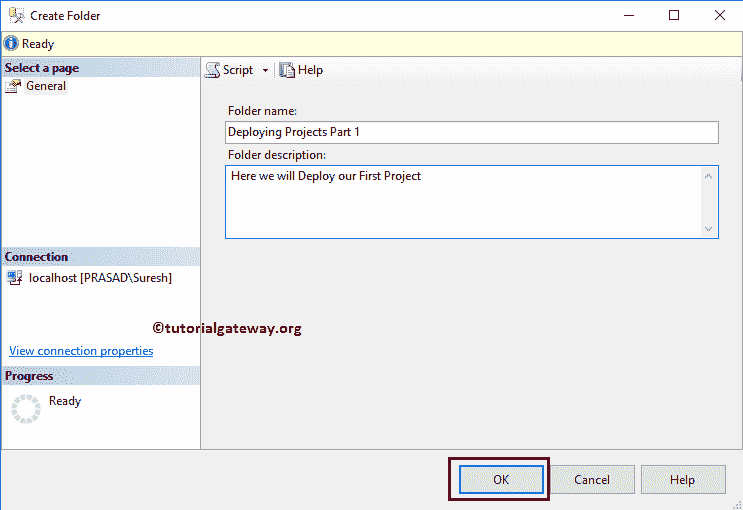 Create Folder
Ready
Select a page
General
Script
Help
Folder name:
Deploying Projects Part 1
Folder description:
Here we will Deploy our First Project
Connection
localhost [PRASAD\Suresh]
©tutorialgateway.org
View connection properties
Progress
Ready
OK
Cancel
Help